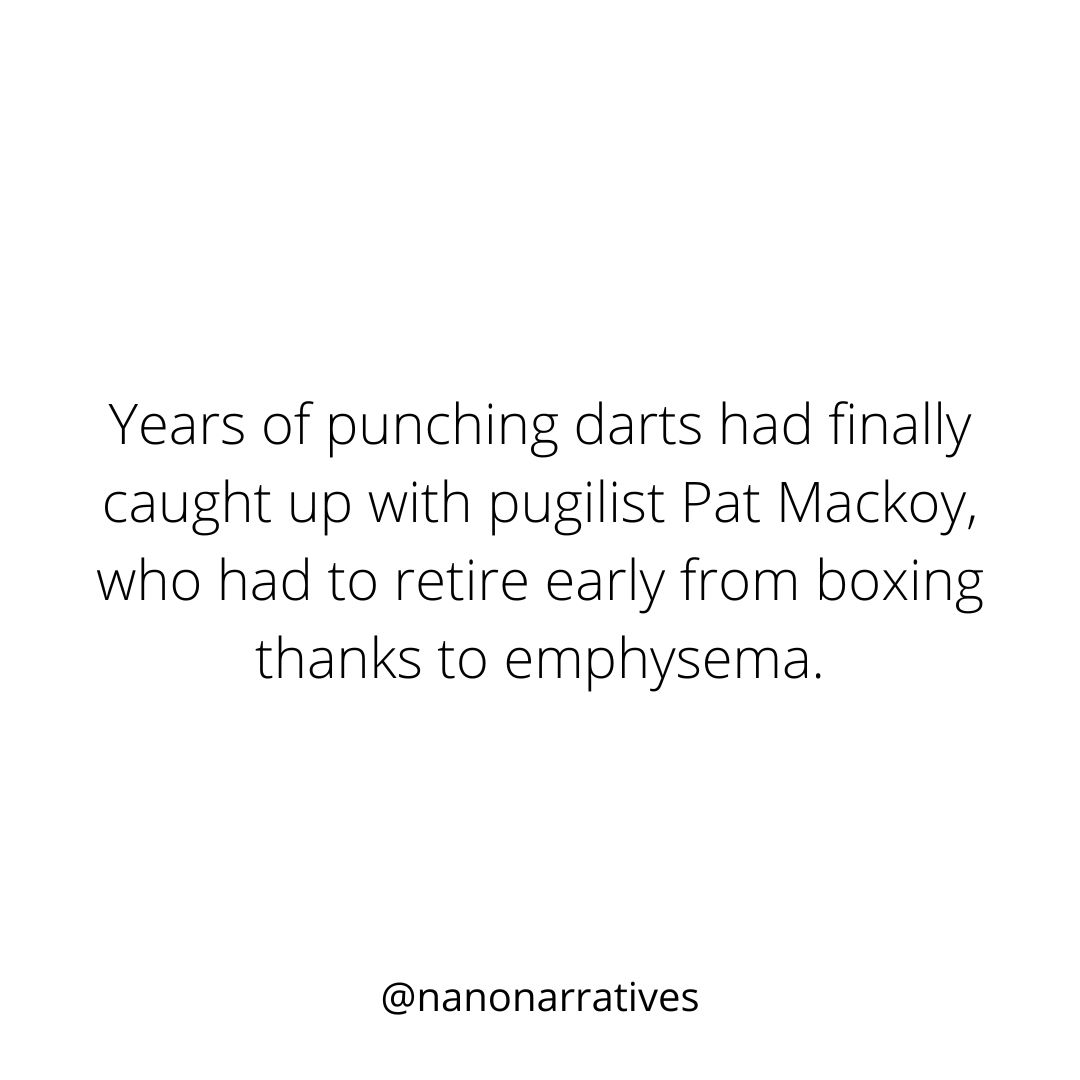 Years of punching darts had finally
caught up with pugilist Pat Mackoy,
who had to retire early from boxing
thanks to emphysema.
@nanonarratives